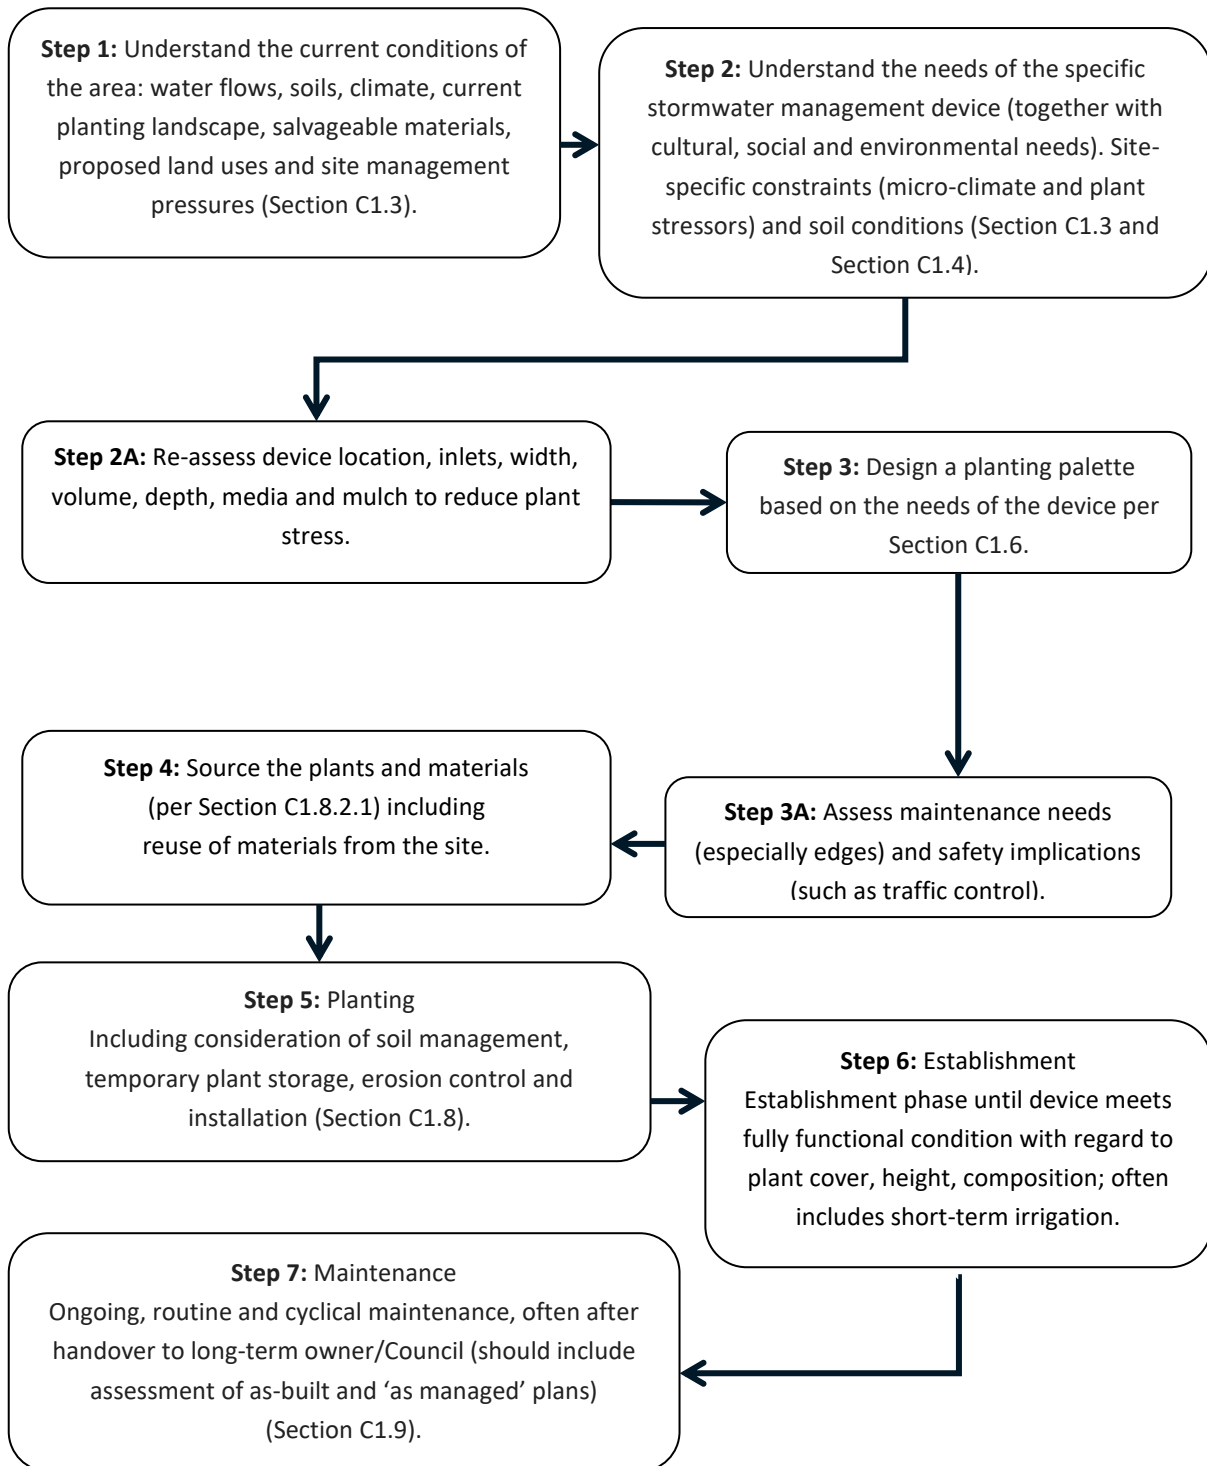 Step 1: Understand the current conditions of
the area: water flows, soils, climate, current
planting landscape, salvageable materials,
proposed land uses and site management
pressures (Section C1.3).
Step 2: Understand the needs of the specific
stormwater management device (together with
cultural, social and environmental needs). Site-
specific constraints (micro-climate and plant
stressors) and soil conditions (Section C1.3 and
Section C1.4).
Step 2A: Re-assess device location, inlets, width,
volume, depth, media and mulch to reduce plant
stress.
Step 3: Design a planting palette
based on the needs of the device per
Section C1.6.
Step 3A: Assess maintenance needs
(especially edges) and safety implications
(such as traffic control).
Step 4: Source the plants and materials
(per Section C1.8.2.1) including
reuse of materials from the site.
Step 5: Planting
Including consideration of soil management,
temporary plant storage, erosion control and
installation (Section C1.8).
Step 6: Establishment
Establishment phase until device meets
fully functional condition with regard to
plant cover, height, composition; often
includes short-term irrigation.
Step 7: Maintenance
Ongoing, routine and cyclical maintenance, often after
handover to long-term owner/Council (should include
assessment of as-built and ‘as managed’ plans)
(Section C1.9).